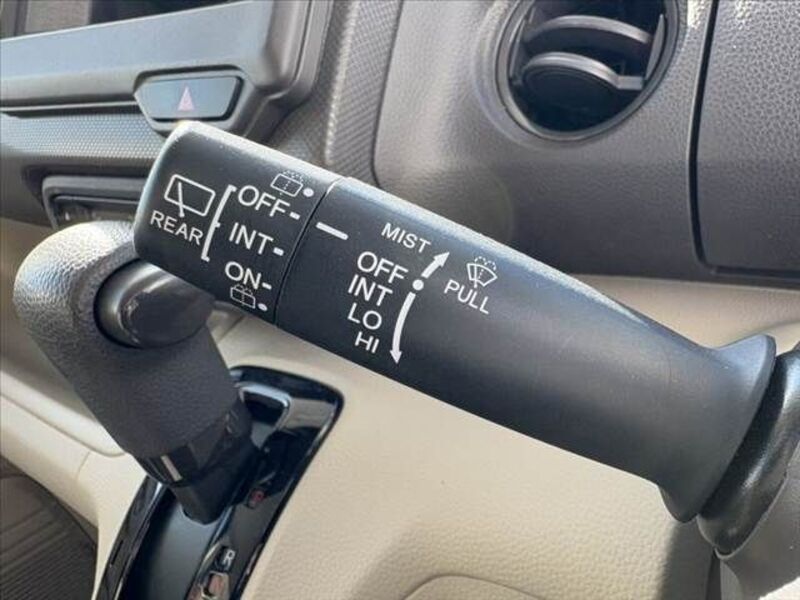 REAR
OFF
INT
ON
MIST
OFF
INT
LO
HI
PULL
R